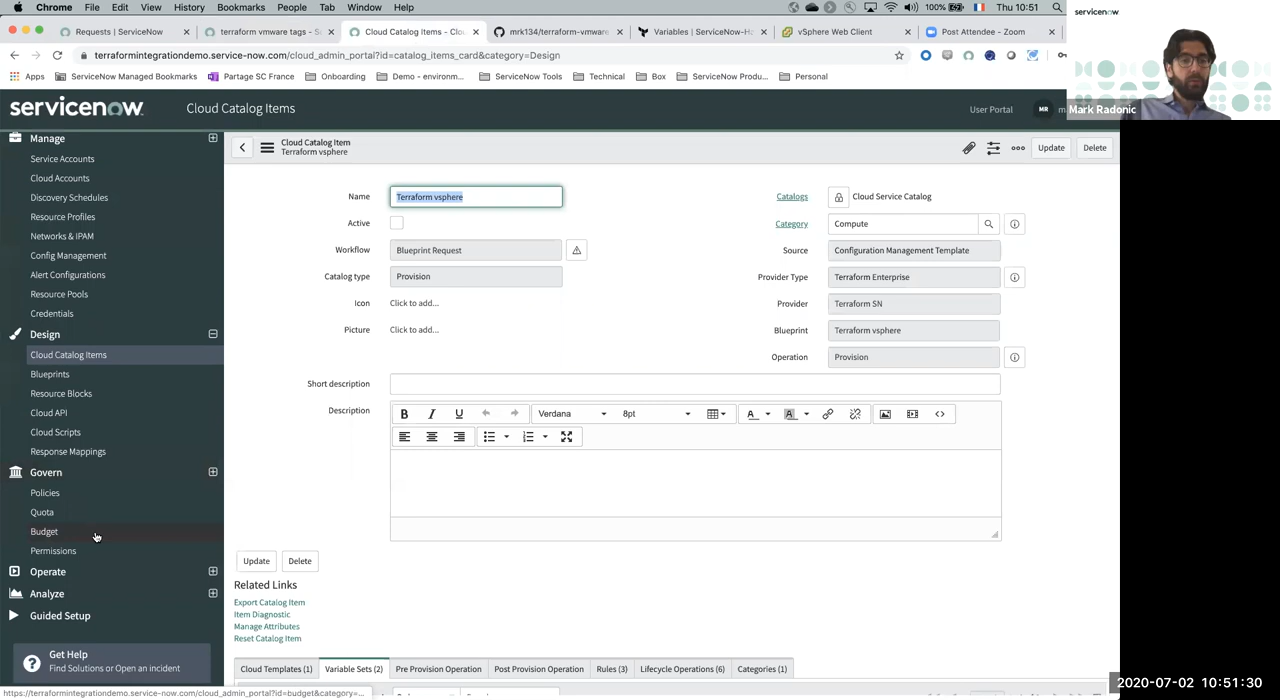 Chrome File Edit View History Bookmarks People Tab Window Help 100% Thu 10:51
Requests | ServiceNow
terraform vmware tags - S
Cloud Catalog Items - Clo
mrk134/terraform-vmware
Variables | ServiceNow-Ha
vSphere Web Client
Post Attendee - Zoom
terraformintegrationdemo.service-now.com/cloud_admin_portal?id=catalog_items_card&category=Design
Apps ServiceNow Managed Bookmarks Partage SC France Onboarding Demo - environm... ServiceNow Tools Technical Box ServiceNow Produ... Personal
servicenow
Mark Radonic
servicenow
Cloud Catalog Items
User Portal
MR
m
Manage
Service Accounts
Cloud Accounts
Discovery Schedules
Resource Profiles
Networks & IPAM
Config Management
Alert Configurations
Resource Pools
Credentials
Design
Cloud Catalog Items
Blueprints
Resource Blocks
Cloud API
Cloud Scripts
Response Mappings
Govern
Policies
Quota
Budget
Permissions
Operate
Analyze
Guided Setup
Get Help
Find Solutions or Open an incident
Cloud Catalog Item
Terraform vsphere
Update
Delete
Name Terraform vsphere
Active
Workflow Blueprint Request
Catalog type Provision
Icon Click to add...
Picture Click to add...
Catalogs Cloud Service Catalog
Category Compute
Source Configuration Management Template
Provider Type Terraform Enterprise
Provider Terraform SN
Blueprint Terraform vsphere
Operation Provision
Short description
Description
B I U Verdana 8pt A A
Update
Delete
Related Links
Export Catalog Item
Item Diagnostic
Manage Attributes
Reset Catalog Item
Cloud Templates (1) Variable Sets (2) Pre Provision Operation Post Provision Operation Rules (3) Lifecycle Operations (6) Categories (1)
https://terraformintegrationdemo.service-now.com/cloud_admin_portal?id=budget&category=...
2020-07-02 10:51:30